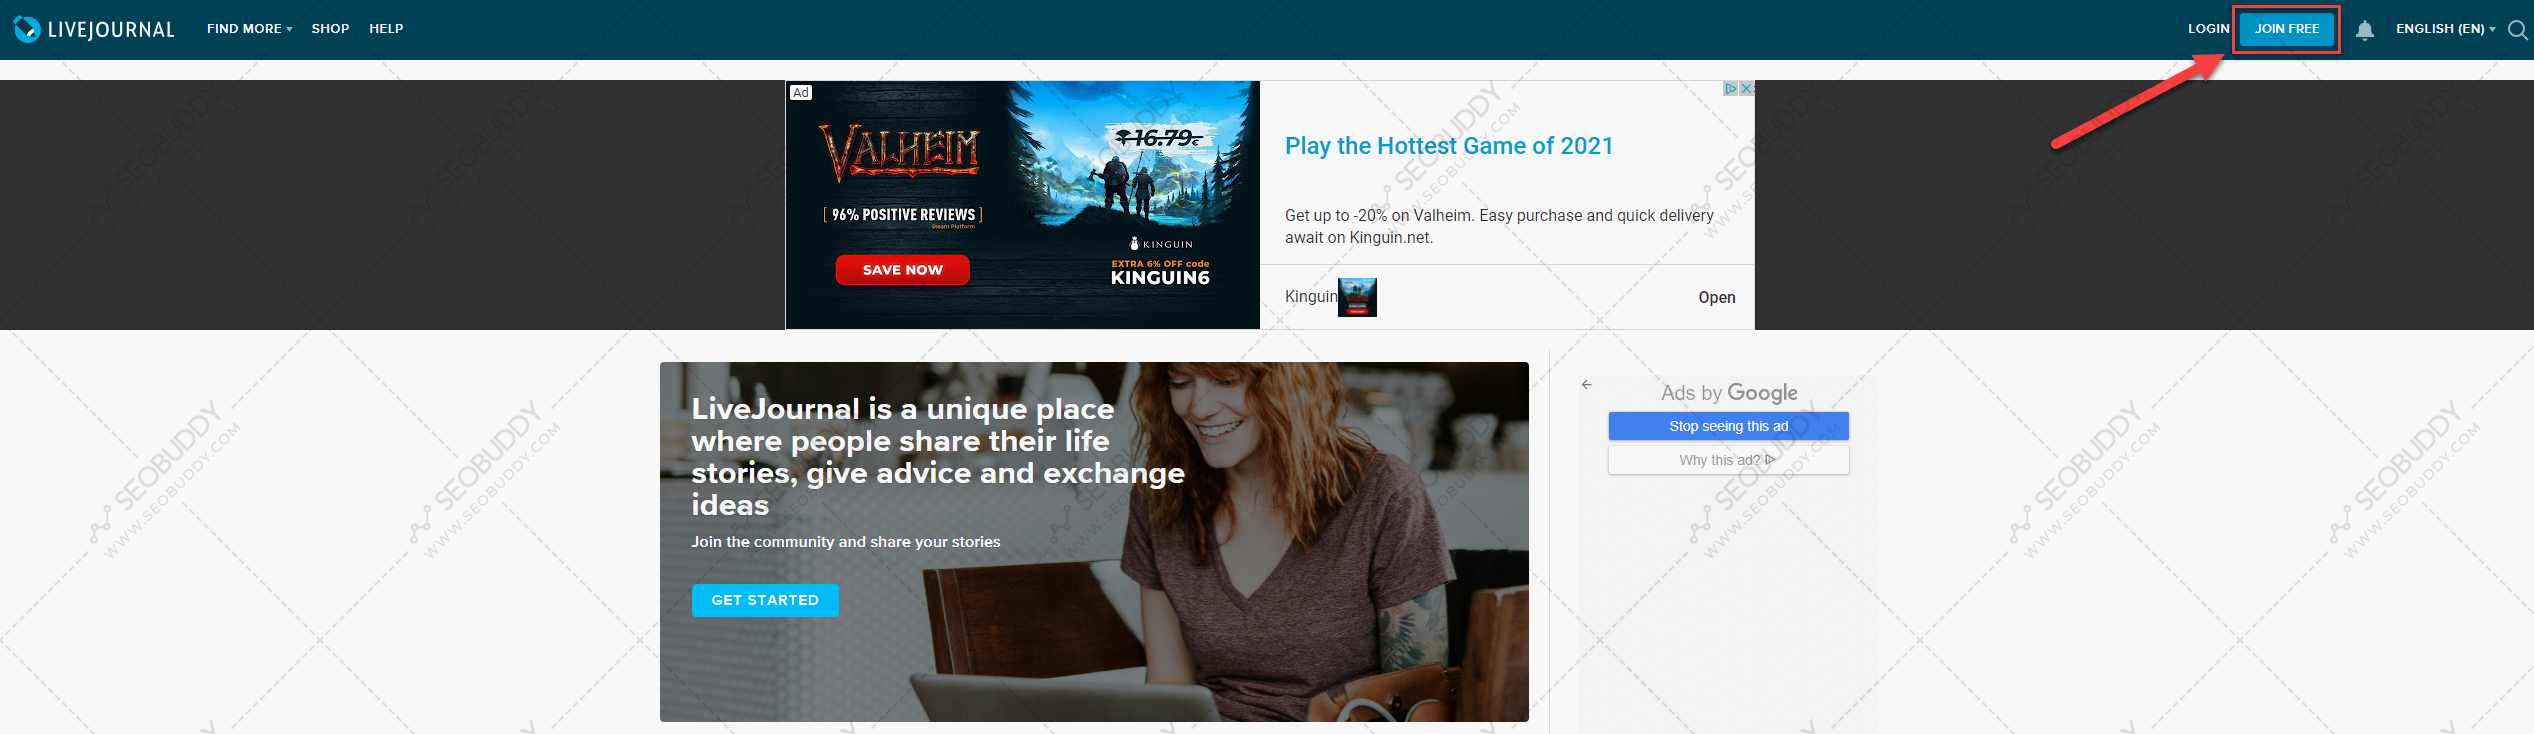 LIVEJOURNAL
FIND MORE
SHOP
HELP
LOGIN
JOIN FREE
ENGLISH (EN)
Ad
VALHEIM
[ 96% POSITIVE REVIEWS ]
Steam Platform
SAVE NOW
16.79€
KINGUIN
EXTRA 6% OFF code
KINGUIN6
Play the Hottest Game of 2021
Get up to -20% on Valheim. Easy purchase and quick delivery
await on Kinguin.net.
Kinguin
Open
LiveJournal is a unique place
where people share their life
stories, give advice and exchange
ideas
Join the community and share your stories
GET STARTED
Ads by Google
Stop seeing this ad
Why this ad?
SEOBUDDY
WWW.SEOBUDDY.COM